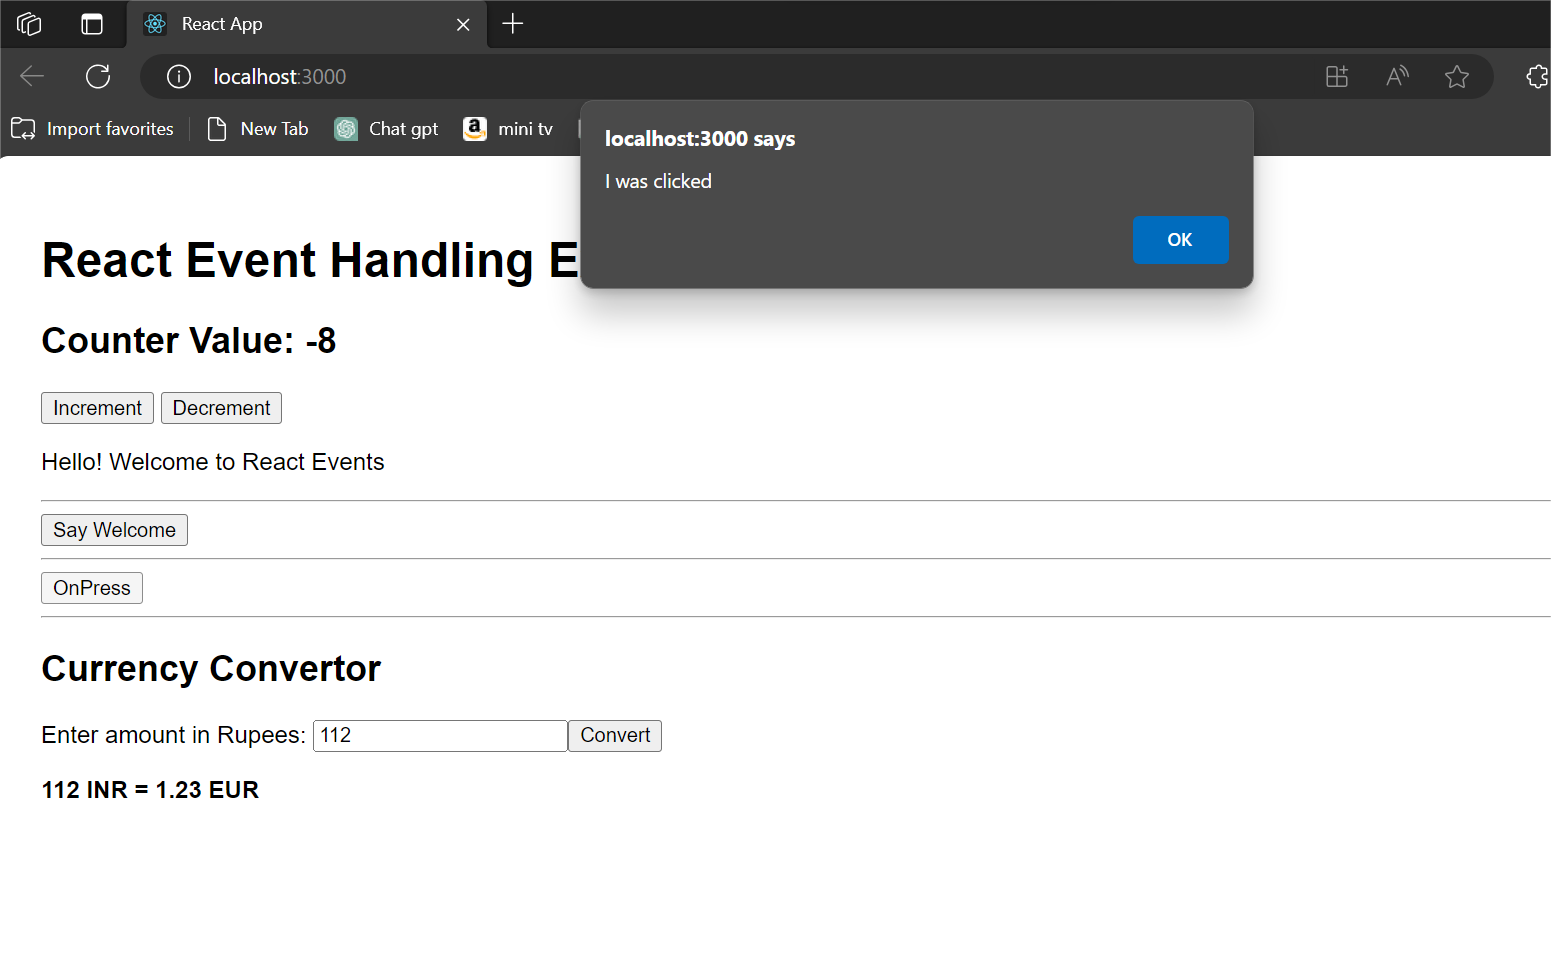 React App
localhost:3000
Import favorites
New Tab
Chat gpt
mini tv
localhost:3000 says
I was clicked
OK
React Event Handling E
Counter Value: -8
Increment
Decrement
Hello! Welcome to React Events
Say Welcome
OnPress
Currency Convertor
Enter amount in Rupees: 112 Convert
112 INR = 1.23 EUR